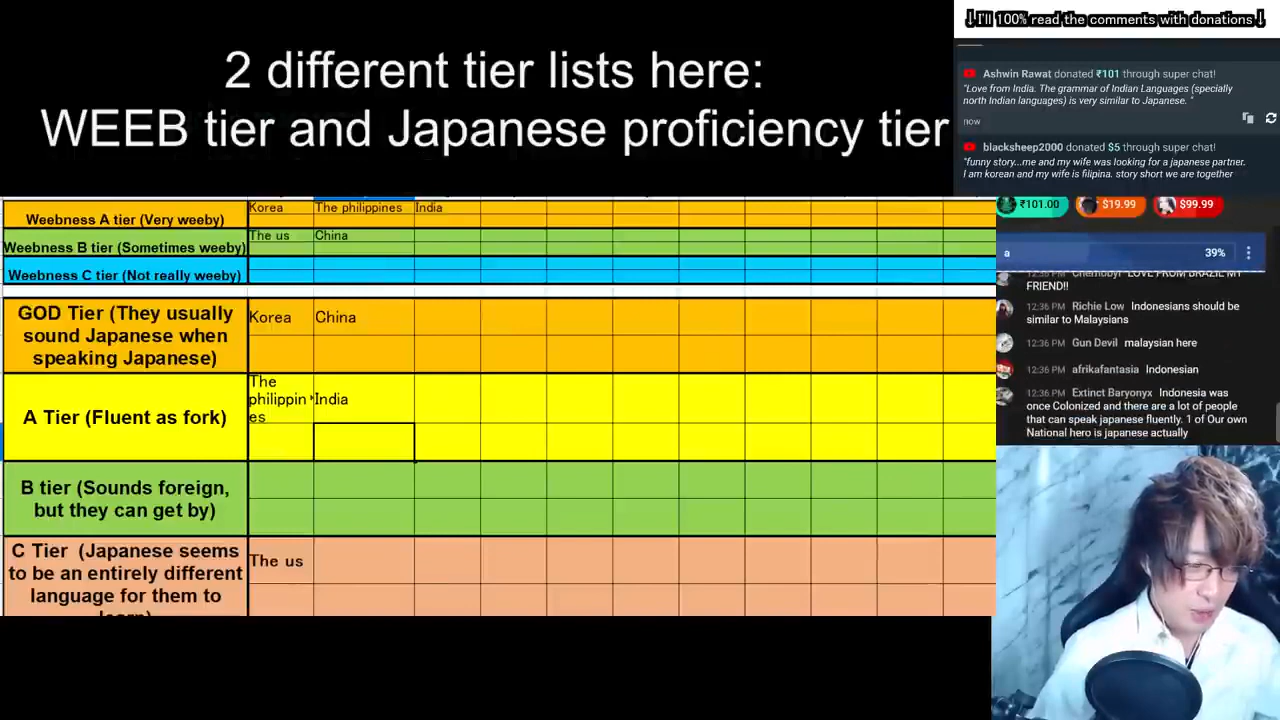 2 different tier lists here:
WEEB tier and Japanese proficiency tier
Weebness A tier (Very weeby)
Korea
The philippines
India
Weebness B tier (Sometimes weeby)
The us
China
Weebness C tier (Not really weeby)
GOD Tier (They usually
sound Japanese when
speaking Japanese)
Korea
China
A Tier (Fluent as fork)
The
philippin
es
India
B tier (Sounds foreign,
but they can get by)
C Tier (Japanese seems
to be an entirely different
language for them to
learn)
The us
↓I'll 100% read the comments with donations↓
Ashwin Rawat donated ₹101 through super chat!
"Love from India. The grammar of Indian Languages (specially
north Indian languages) is very similar to Japanese. "
now
blacksheep2000 donated $5 through super chat!
"funny story...me and my wife was looking for a japanese partner.
I am korean and my wife is filipina. story short we are together
₹101.00
$19.99
$99.99
a
39%
12:36 PM Chernobyl LOVE FROM BRAZIL MY
FRIEND!!
12:36 PM Richie Low Indonesians should be
similar to Malaysians
12:36 PM Gun Devil malaysian here
12:36 PM afrikafantasia Indonesian
12:36 PM Extinct Baryonyx Indonesia was
once Colonized and there are a lot of people
that can speak japanese fluently. 1 of Our own
National hero is japanese actually